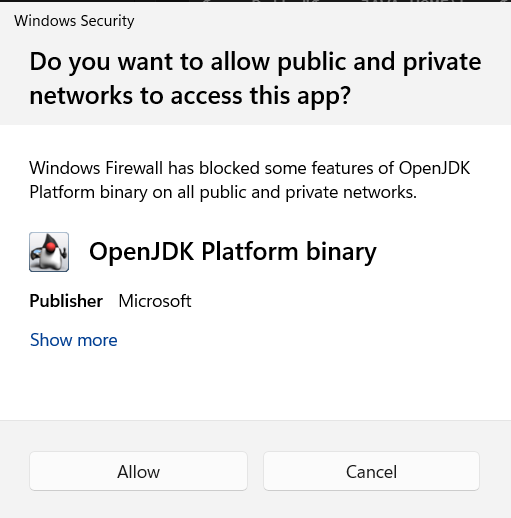 Windows Security
Do you want to allow public and private
networks to access this app?
Windows Firewall has blocked some features of OpenJDK
Platform binary on all public and private networks.
OpenJDK Platform binary
Publisher Microsoft
Show more
Allow
Cancel